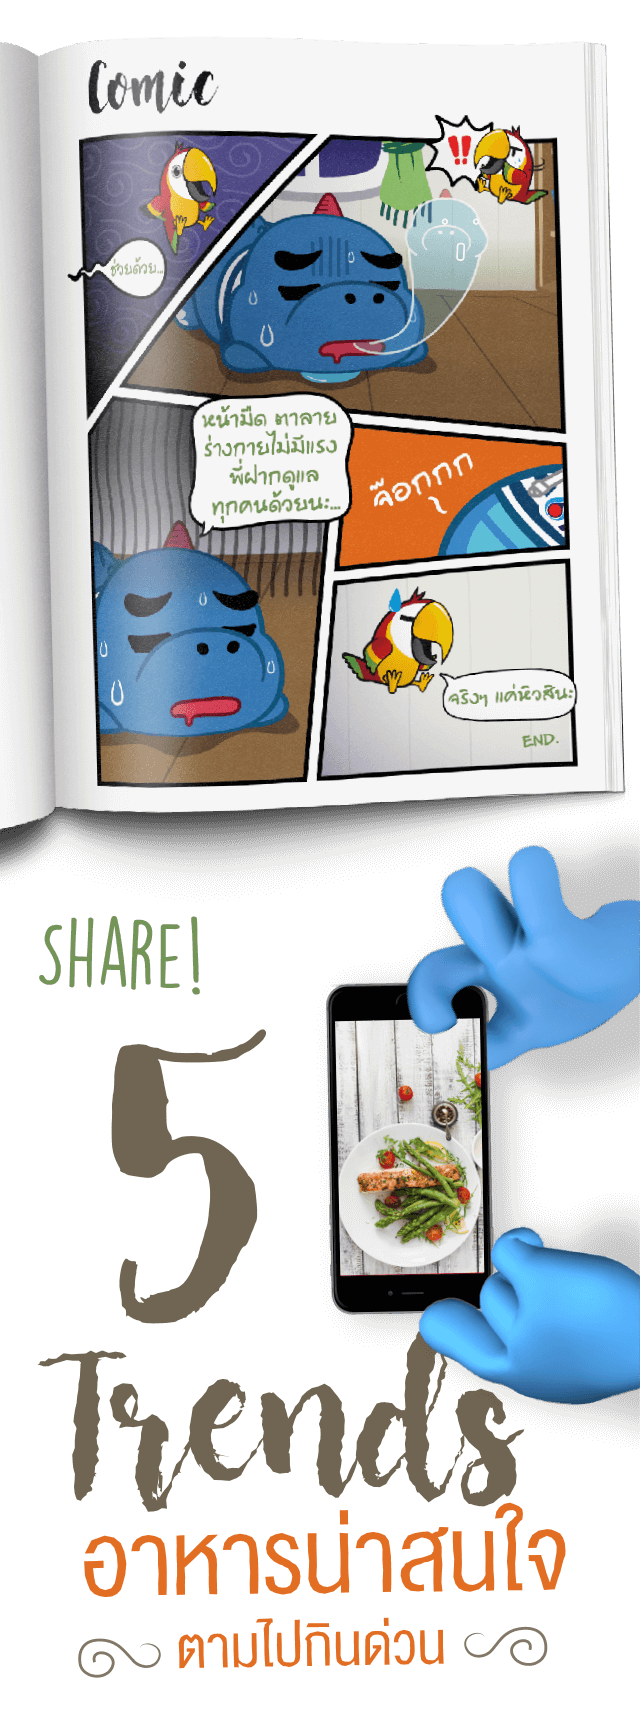 Comic
!!
ช่วยด้วย...
หน้ามืด ตาลาย
ร่างกายไม่มีแรง
พี่ฝากดูแล
ทุกคนด้วยนะ...
จ๊อกกุกก
จริงๆ แค่หิวสินะ
END.
SHARE!
5
Trends
อาหารน่าสนใจ
ตามไปกินด่วน